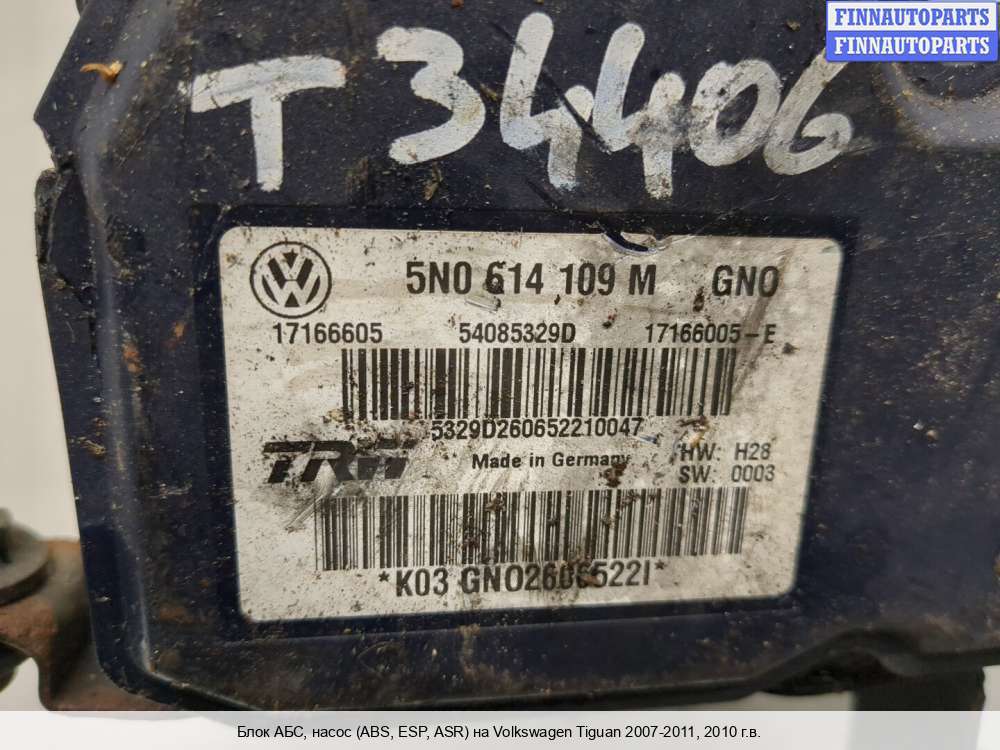 FINNAUTOPARTS
FINNAUTOPARTS
T 34406
5N0 614 109 M GNO
17166605 54085329D 17166005-E
5329D260652210047
TRW Made in Germany HW: H28
SW: 0003
*K03 GNO26065221*
Блок АБС, насос (ABS, ESP, ASR) на Volkswagen Tiguan 2007-2011, 2010 г.в.